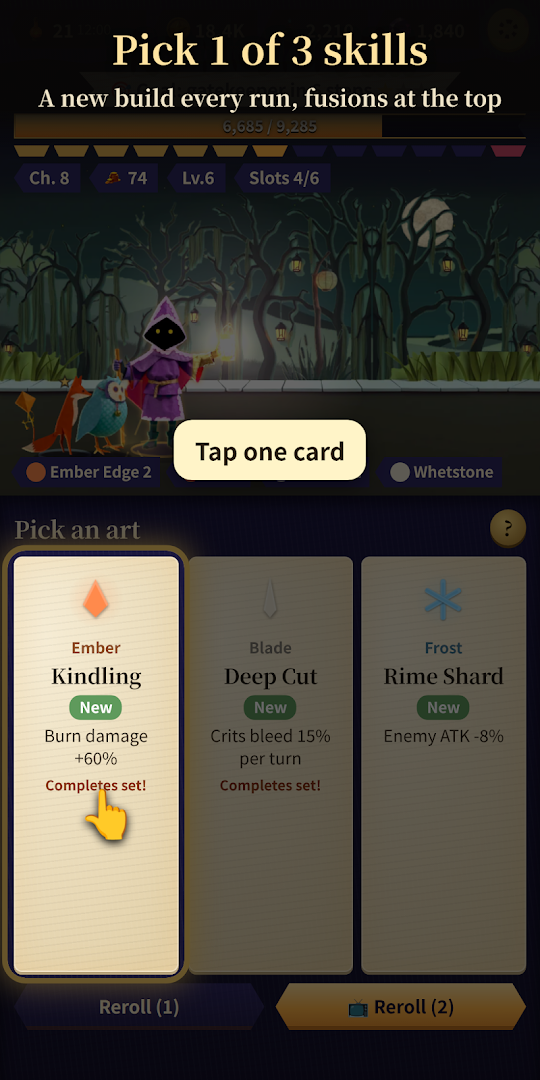 Pick 1 of 3 skills
A new build every run, fusions at the top
6,685 / 9,285
Ch. 8
74
Lv.6
Slots 4/6
Ember Edge 2
Whetstone
Tap one card
Pick an art
?
Ember
Kindling
New
Burn damage
+60%
Completes set!
Blade
Deep Cut
New
Crits bleed 15%
per turn
Completes set!
Frost
Rime Shard
New
Enemy ATK -8%
Reroll (1)
Reroll (2)